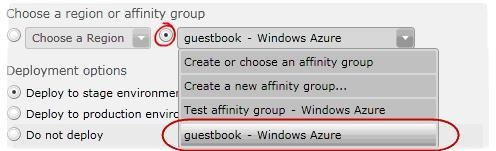 Choose a region or affinity group
Choose a Region guestbook - Windows Azure
Create or choose an affinity group
Deployment options
Create a new affinity group...
Deploy to stage environme
Test affinity group - Windows Azure
Deploy to production enviro
Do not deploy
guestbook - Windows Azure